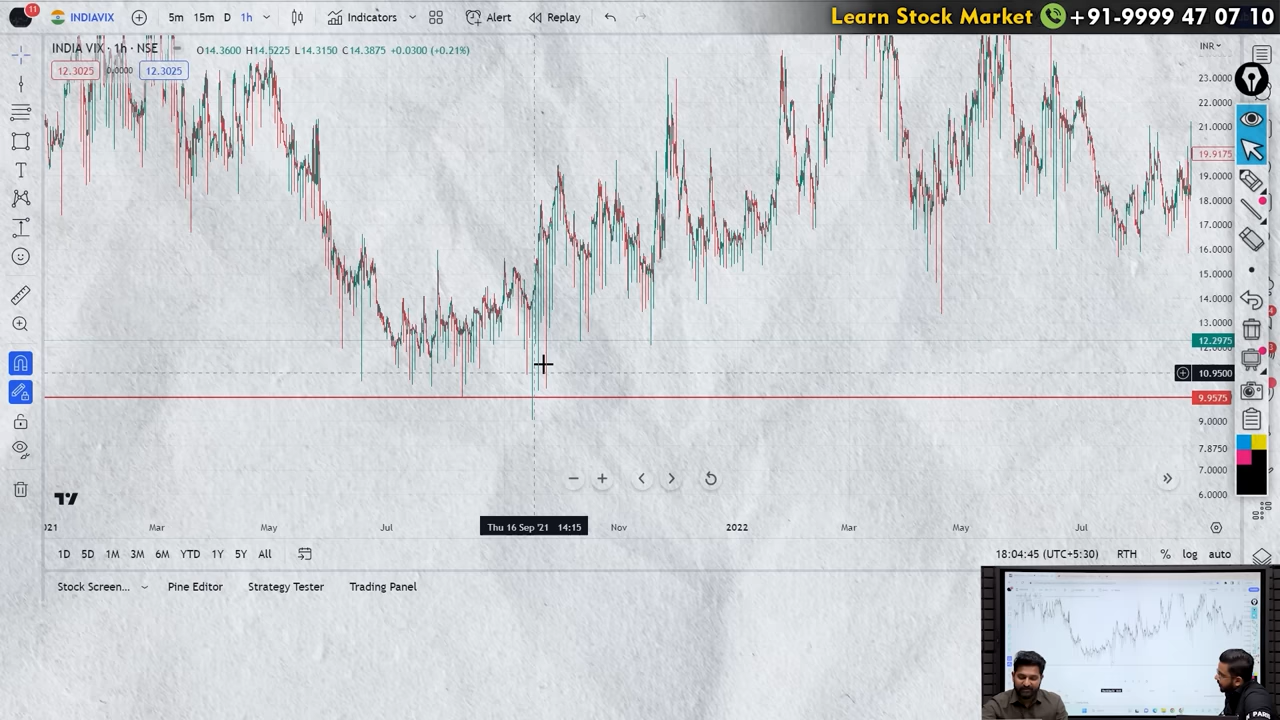 11
INDIAVIX
5m 15m D 1h
Indicators
Alert
Replay
Learn Stock Market +91-9999 47 07 10
INDIA VIX · 1h · NSE
O14.3600 H14.5225 L14.3150 C14.3875 +0.0300 (+0.21%)
INR
12.3025 0.0000 12.3025
23.0000
22.0000
21.0000
19.9175
19.0000
18.0000
17.0000
16.0000
15.0000
14.0000
13.0000
12.2975
12.0000
10.9500
9.9575
9.0000
7.8750
7.0000
6.0000
Mar May Jul Thu 16 Sep '21 14:15 Nov 2022 Mar May Jul
1D 5D 1M 3M 6M YTD 1Y 5Y All
18:04:45 (UTC+5:30) RTH % log auto
Stock Screen... Pine Editor Strategy Tester Trading Panel